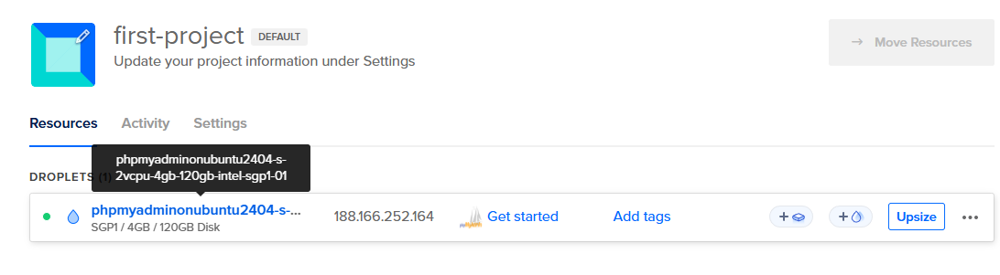 first-project DEFAULT
Update your project information under Settings
→ Move Resources
Resources Activity Settings
phpmyadminonubuntu2404-s-
2vcpu-4gb-120gb-intel-sgp1-01
DROPLETS (1)
phpmyadminonubuntu2404-s-...
SGP1 / 4GB / 120GB Disk
188.166.252.164
Get started
Add tags
+
+
Upsize